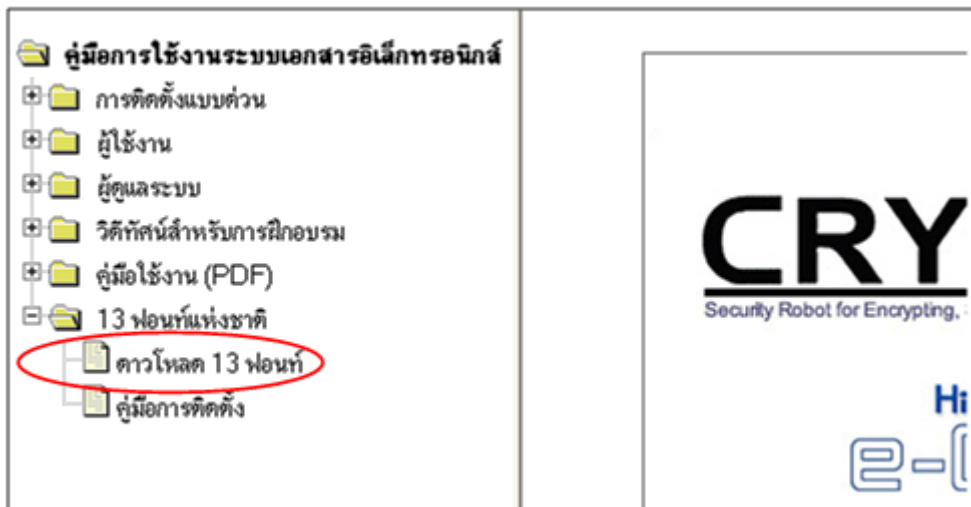 คู่มือการใช้งานระบบเอกสารอิเล็กทรอนิกส์
การติดตั้งแบบด่วน
ผู้ใช้งาน
ผู้ดูแลระบบ
วิดีทัศน์สำหรับการฝึกอบรม
คู่มือใช้งาน (PDF)
13 ฟอนท์แห่งชาติ
ดาวโหลด 13 ฟอนท์
คู่มือการติดตั้ง
CRY
Security Robot for Encrypting,
Hi
e-